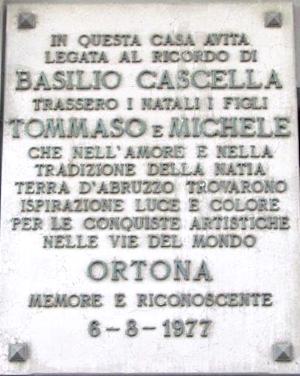 IN QUESTA CASA AVITA
LEGATA AL RICORDO DI
BASILIO CASCELLA
TRASSERO I NATALI I FIGLI
TOMMASO E MICHELE
CHE NELL'AMORE E NELLA
TRADIZIONE DELLA NATIA
TERRA D'ABRUZZO TROVARONO
ISPIRAZIONE LUCE E COLORE
PER LE CONQUISTE ARTISTICHE
NELLE VIE DEL MONDO
ORTONA
MEMORE E RICONOSCENTE
6-8-1977